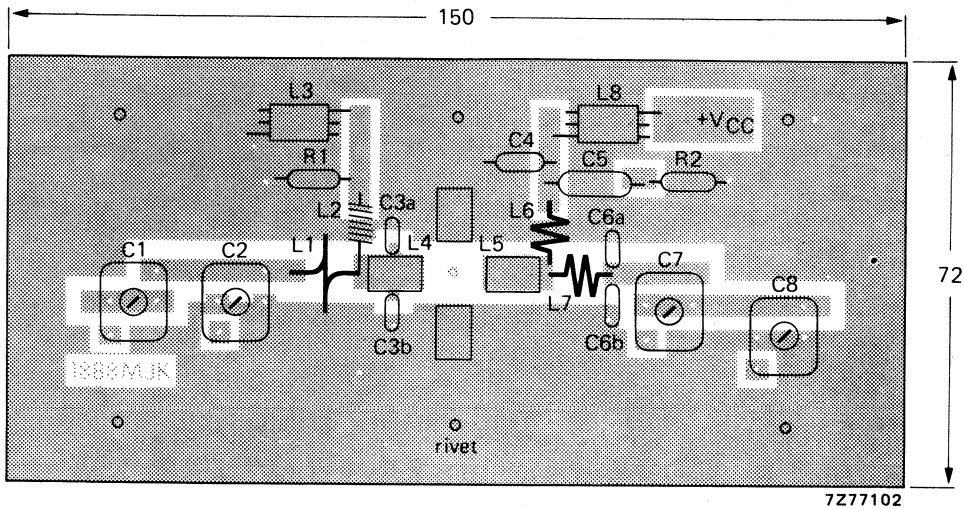 150
L3
L8
+VCC
C4
R1
C5
R2
L2
C3a
L6
C6a
L1
L4
L5
C1
C2
C7
72
L7
C8
C3b
C6b
1888MJK
rivet
7Z77102